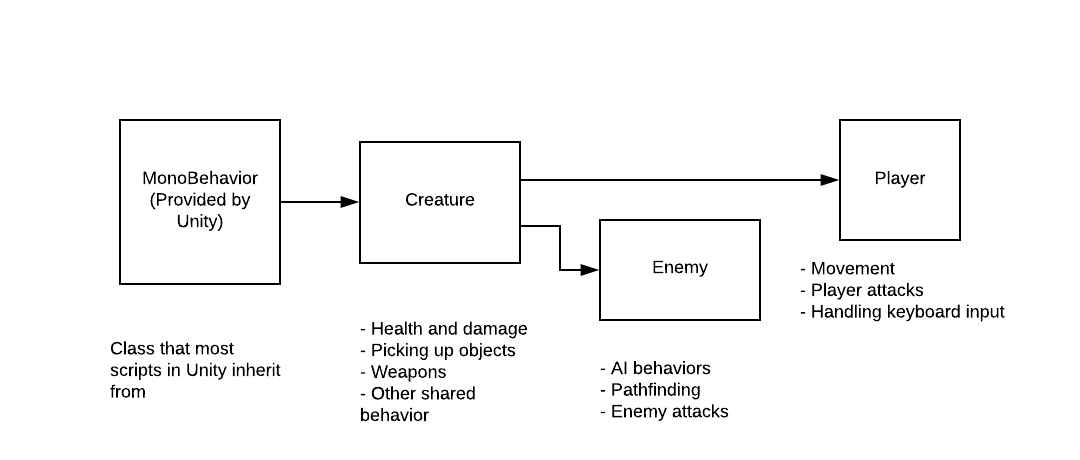 MonoBehavior
(Provided by
Unity)
Creature
Player
Enemy
Class that most
scripts in Unity inherit
from
- Health and damage
- Picking up objects
- Weapons
- Other shared
behavior
- AI behaviors
- Pathfinding
- Enemy attacks
- Movement
- Player attacks
- Handling keyboard input